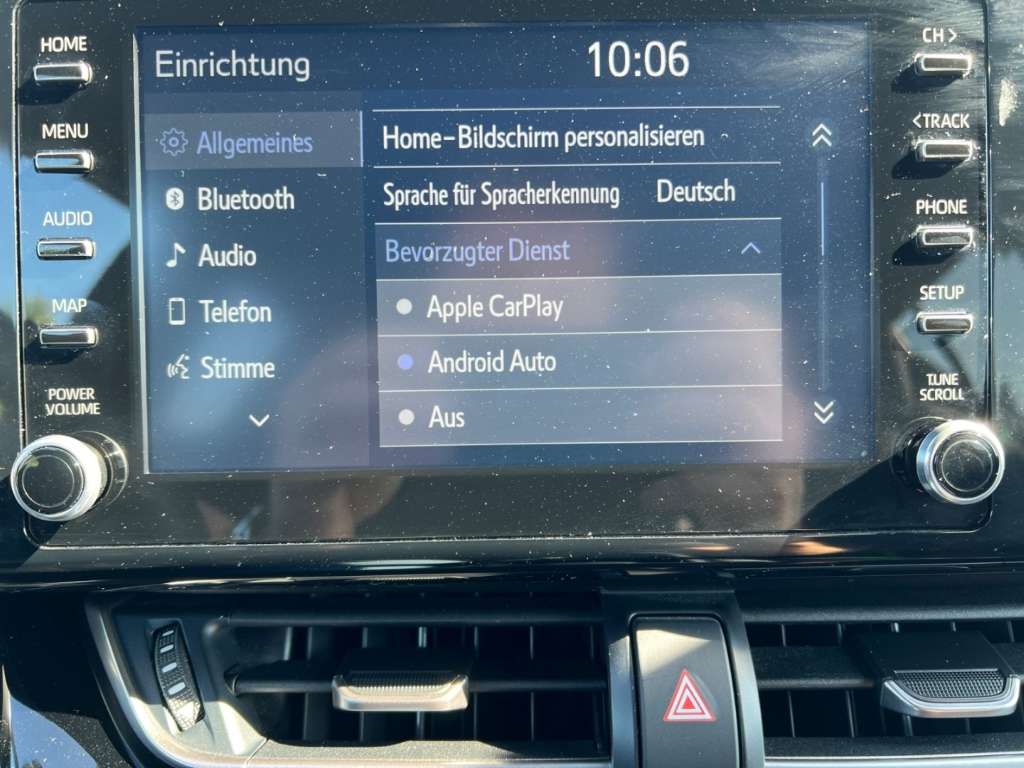 HOME
MENU
AUDIO
MAP
POWER
VOLUME
Einrichtung
10:06
Allgemeines
Bluetooth
Audio
Telefon
Stimme
Home-Bildschirm personalisieren
Sprache für Spracherkennung Deutsch
Bevorzugter Dienst
Apple CarPlay
Android Auto
Aus
CH >
< TRACK
PHONE
SETUP
TUNE
SCROLL